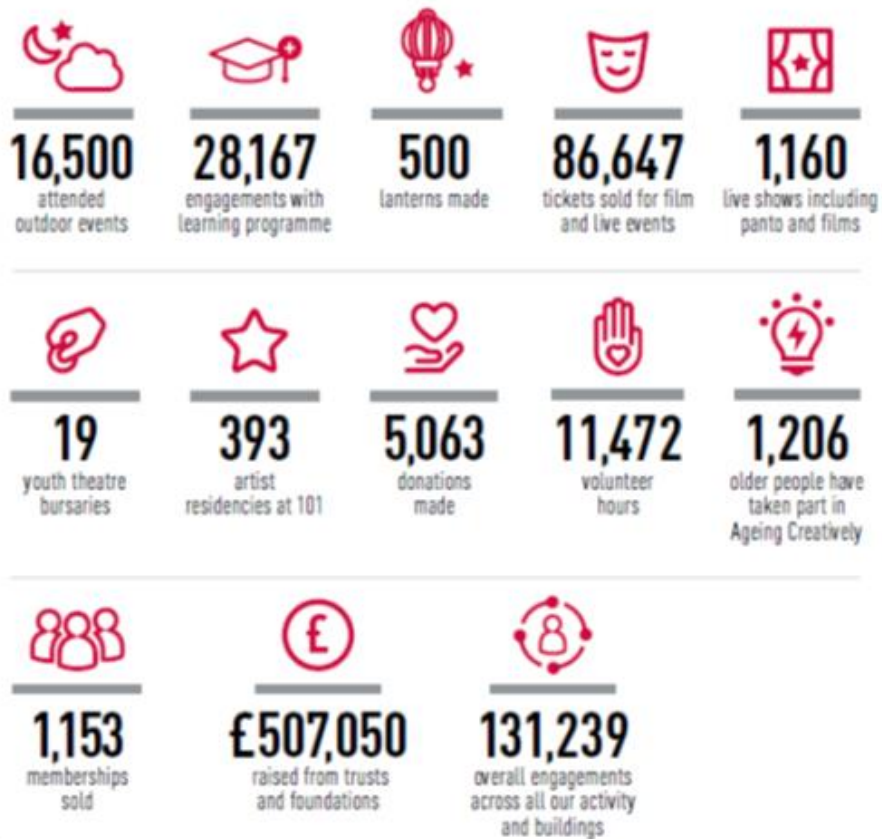 16,500
attended
outdoor events
28,167
engagements with
learning programme
500
lanterns made
86,647
tickets sold for film
and live events
1,160
live shows including
panto and films
19
youth theatre
bursaries
393
artist
residencies at 101
5,063
donations
made
11,472
volunteer
hours
1,206
older people have
taken part in
Ageing Creatively
1,153
memberships
sold
£
£507,050
raised from trusts
and foundations
131,239
overall engagements
across all our activity
and buildings